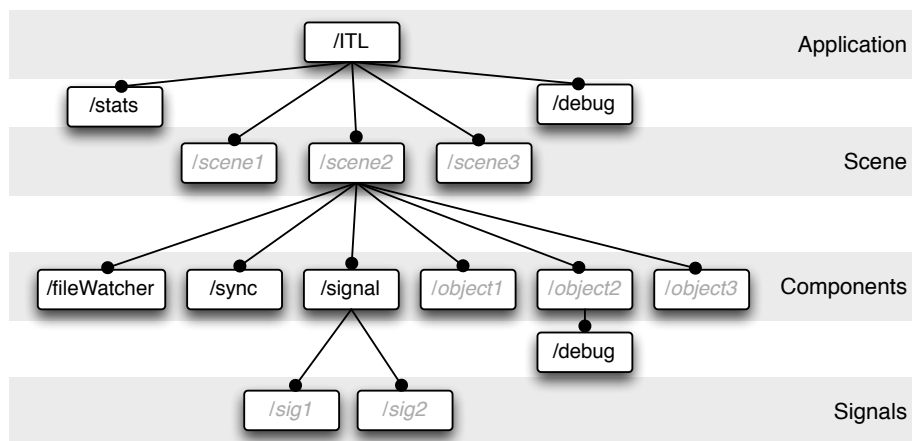 /ITL
Application
/stats
/debug
/scene1
/scene2
/scene3
Scene
/fileWatcher
/sync
/signal
/object1
/object2
/object3
Components
/debug
/sig1
/sig2
Signals